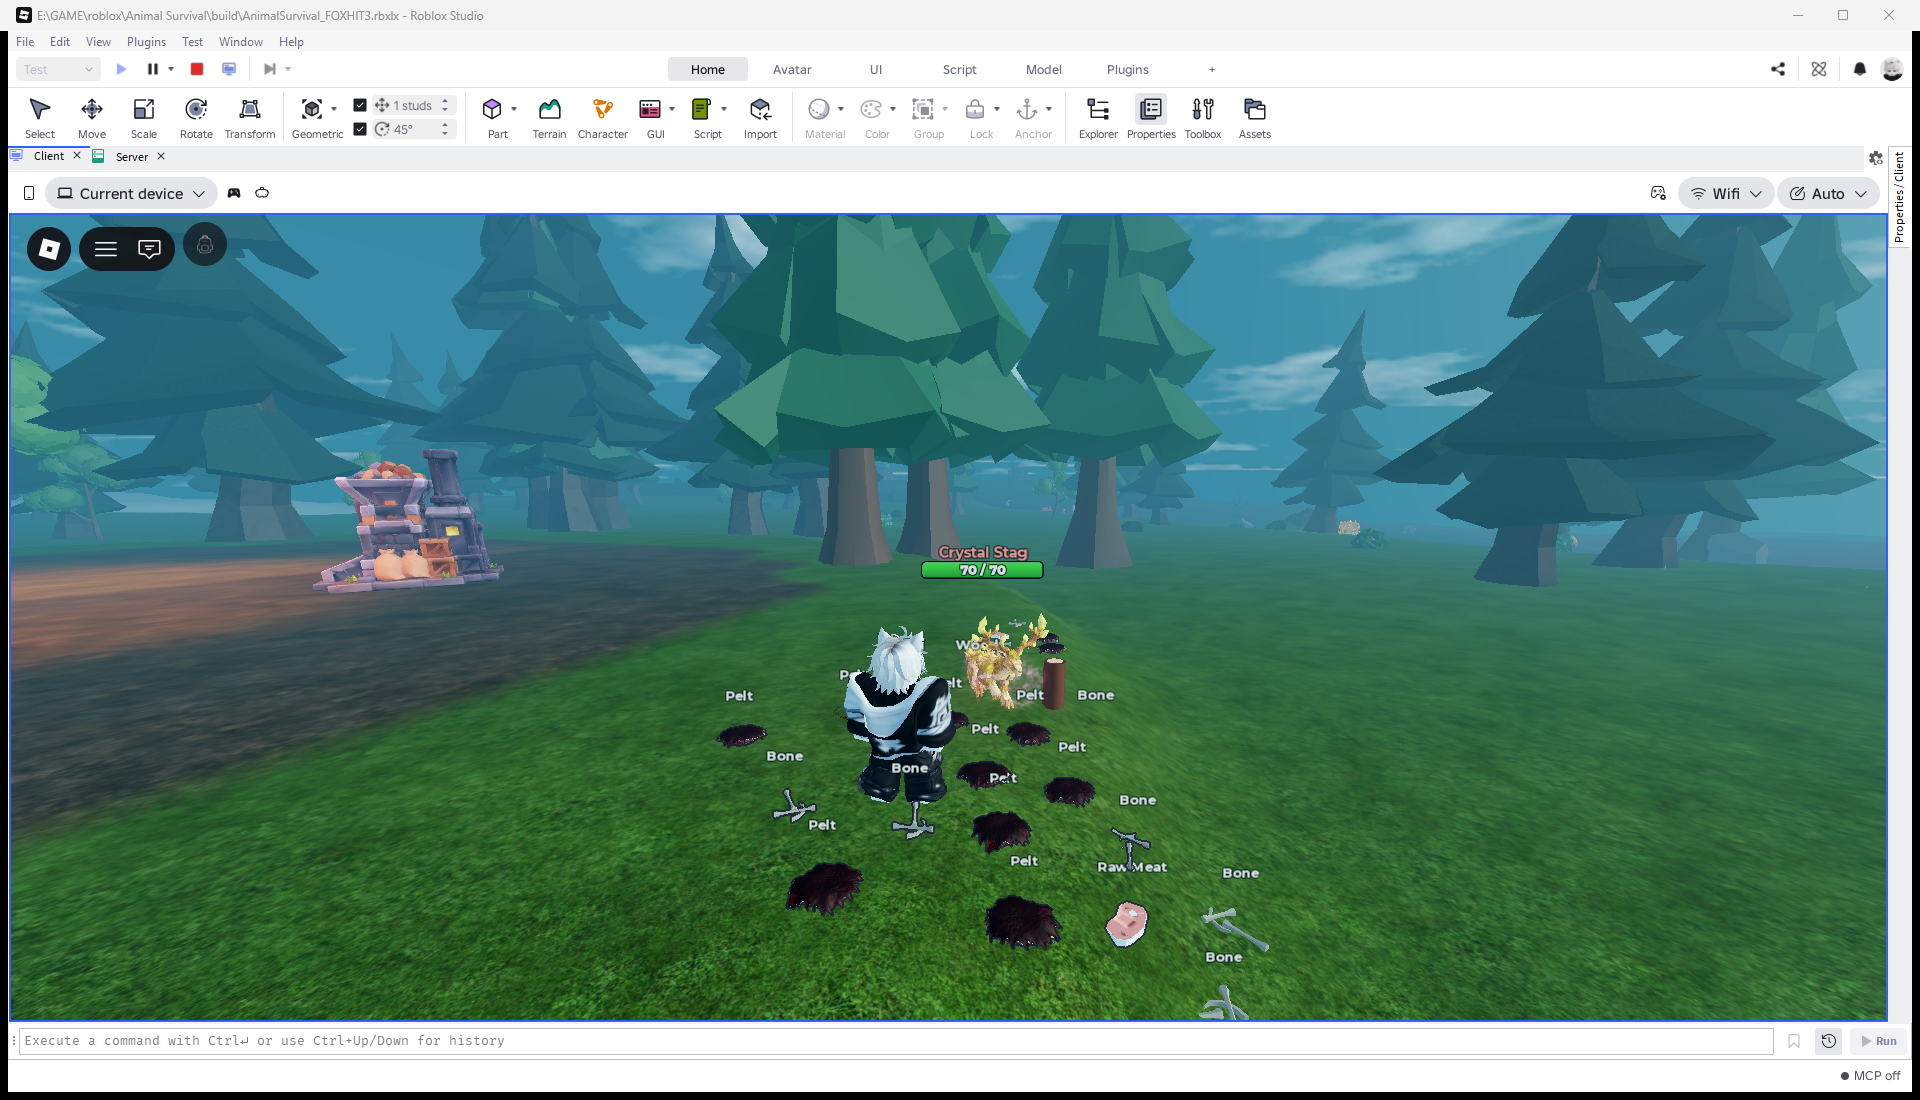 E:\GAME\roblox\Animal Survival\build\AnimalSurvival_FOXHIT3.rbxlx - Roblox Studio
File Edit View Plugins Test Window Help
Test
Home Avatar UI Script Model Plugins +
1 studs
45°
Select Move Scale Rotate Transform Geometric Part Terrain Character GUI Script Import Material Color Group Lock Anchor Explorer Properties Toolbox Assets
Client Server
Properties / Client
Current device
Wifi
Auto
Crystal Stag
70 / 70
Pelt
Pelt
Bone
Pelt
Pelt
Bone
Bone
Pelt
Bone
Pelt
Pelt
Raw Meat
Bone
Bone
Execute a command with Ctrl↵ or use Ctrl+Up/Down for history
Run
MCP off